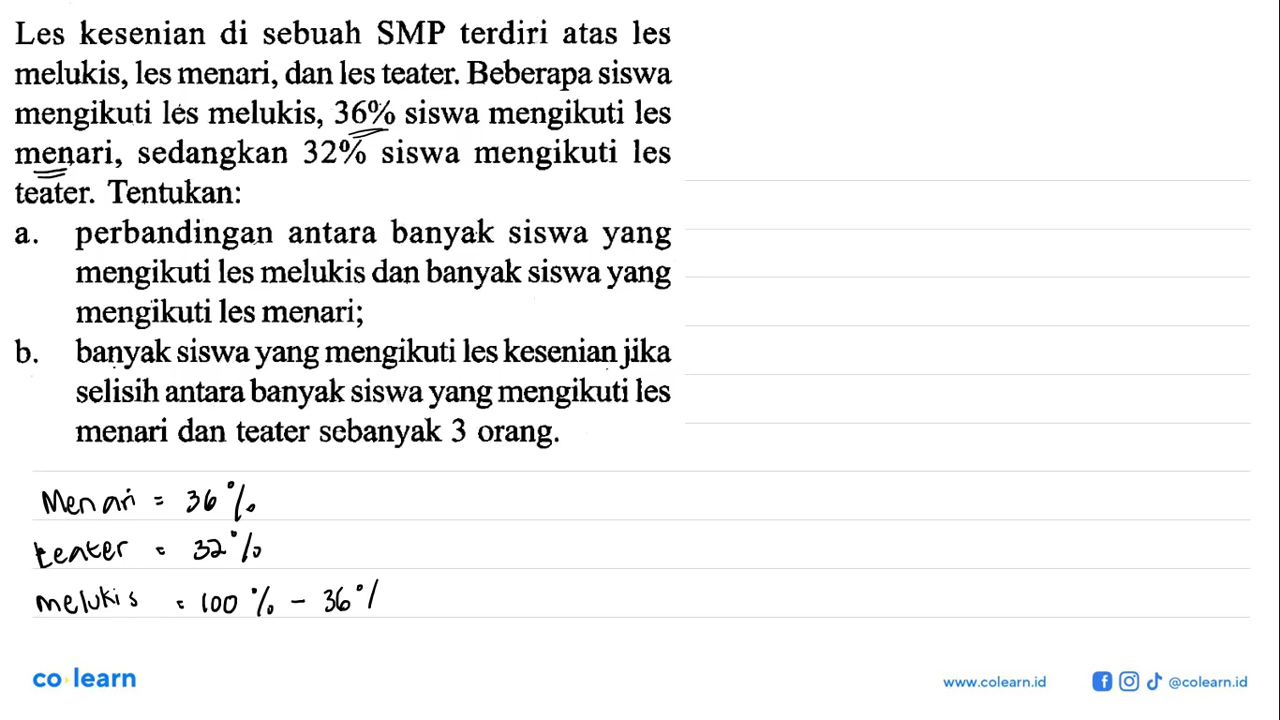 Les kesenian di sebuah SMP terdiri atas les
melukis, les menari, dan les teater. Beberapa siswa
mengikuti les melukis, 36% siswa mengikuti les
menari, sedangkan 32% siswa mengikuti les
teater. Tentukan:
a. perbandingan antara banyak siswa yang
mengikuti les melukis dan banyak siswa yang
mengikuti les menari;
b. banyak siswa yang mengikuti les kesenian jika
selisih antara banyak siswa yang mengikuti les
menari dan teater sebanyak 3 orang.
Menari = 36%
teater = 32%
melukis = 100% - 36%
co learn
www.colearn.id @colearn.id